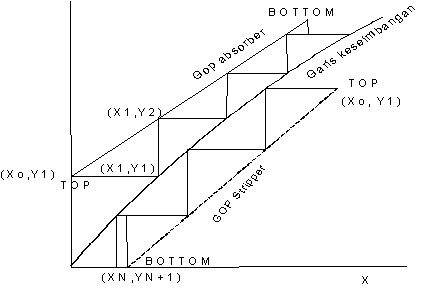 BOTTOM
Gop absorber
Garis keseimbangan
TOP
(Xo, Y1)
(X1,Y2)
(Xo,Y1)
TOP
(X1,Y1)
GOP Stripper
BOTTOM
(XN,YN+1)
X